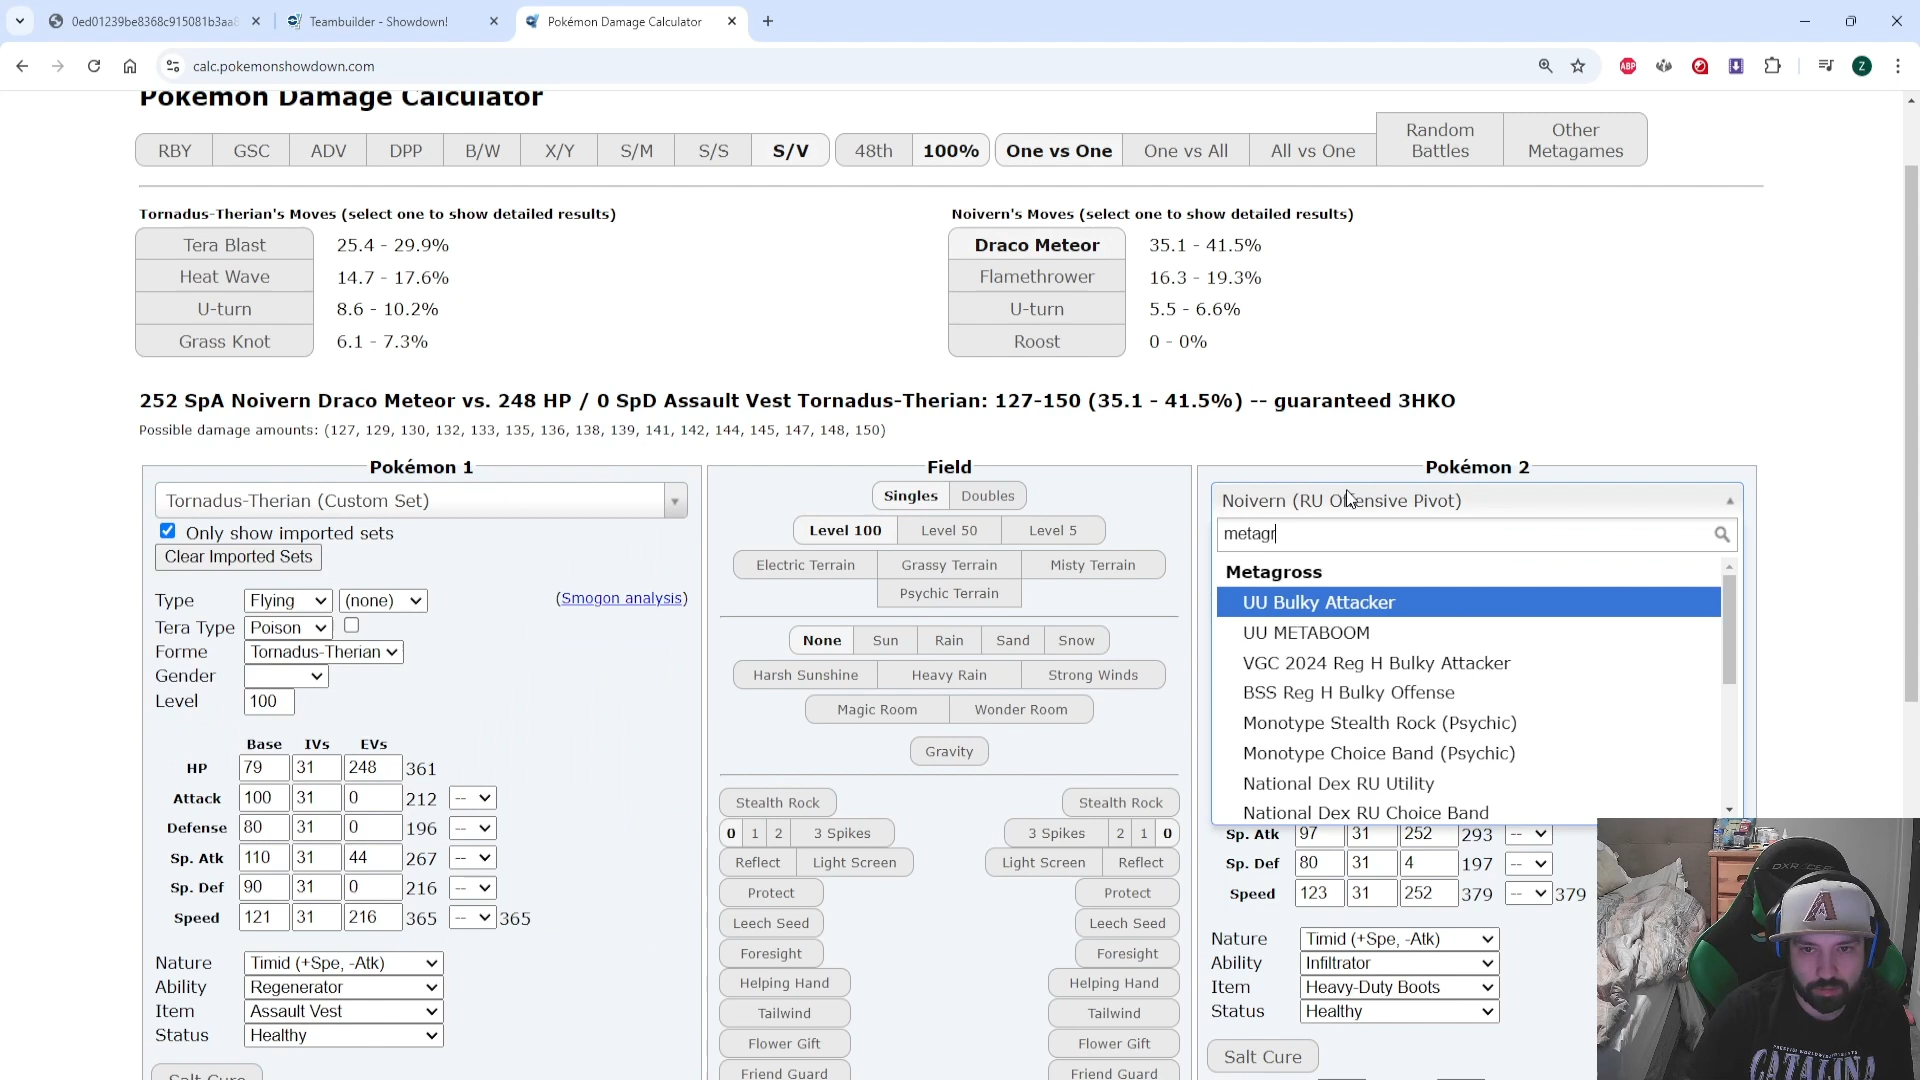 0ed01239be8368c915081b3aa8
Teambuilder - Showdown!
Pokémon Damage Calculator
calc.pokemonshowdown.com
ABP
Z
Pokémon Damage Calculator
RBY GSC ADV DPP B/W X/Y S/M S/S S/V 48th 100% One vs One One vs All All vs One Random Battles Other Metagames
Tornadus-Therian's Moves (select one to show detailed results)
Tera Blast 25.4 - 29.9%
Heat Wave 14.7 - 17.6%
U-turn 8.6 - 10.2%
Grass Knot 6.1 - 7.3%
Noivern's Moves (select one to show detailed results)
Draco Meteor 35.1 - 41.5%
Flamethrower 16.3 - 19.3%
U-turn 5.5 - 6.6%
Roost 0 - 0%
252 SpA Noivern Draco Meteor vs. 248 HP / 0 SpD Assault Vest Tornadus-Therian: 127-150 (35.1 - 41.5%) -- guaranteed 3HKO
Possible damage amounts: (127, 129, 130, 132, 133, 135, 136, 138, 139, 141, 142, 144, 145, 147, 148, 150)
Pokémon 1
Tornadus-Therian (Custom Set)
Only show imported sets
Clear Imported Sets
Type Flying (none) (Smogon analysis)
Tera Type Poison
Forme Tornadus-Therian
Gender
Level 100
Base IVs EVs
HP 79 31 248 361
Attack 100 31 0 212 --
Defense 80 31 0 196 --
Sp. Atk 110 31 44 267 --
Sp. Def 90 31 0 216 --
Speed 121 31 216 365 -- 365
Nature Timid (+Spe, -Atk)
Ability Regenerator
Item Assault Vest
Status Healthy
Salt Cure
Field
Singles Doubles
Level 100 Level 50 Level 5
Electric Terrain Grassy Terrain Misty Terrain
Psychic Terrain
None Sun Rain Sand Snow
Harsh Sunshine Heavy Rain Strong Winds
Magic Room Wonder Room
Gravity
Stealth Rock Stealth Rock
0 1 2 3 Spikes 3 Spikes 2 1 0
Reflect Light Screen Light Screen Reflect
Protect Protect
Leech Seed Leech Seed
Foresight Foresight
Helping Hand Helping Hand
Tailwind Tailwind
Flower Gift Flower Gift
Friend Guard Friend Guard
Pokémon 2
Noivern (RU Offensive Pivot)
metagr
Metagross
UU Bulky Attacker
UU METABOOM
VGC 2024 Reg H Bulky Attacker
BSS Reg H Bulky Offense
Monotype Stealth Rock (Psychic)
Monotype Choice Band (Psychic)
National Dex RU Utility
National Dex RU Choice Band
Sp. Atk 97 31 252 293 --
Sp. Def 80 31 4 197 --
Speed 123 31 252 379 -- 379
Nature Timid (+Spe, -Atk)
Ability Infiltrator
Item Heavy-Duty Boots
Status Healthy
Salt Cure
DXRACER
A
CATALINA